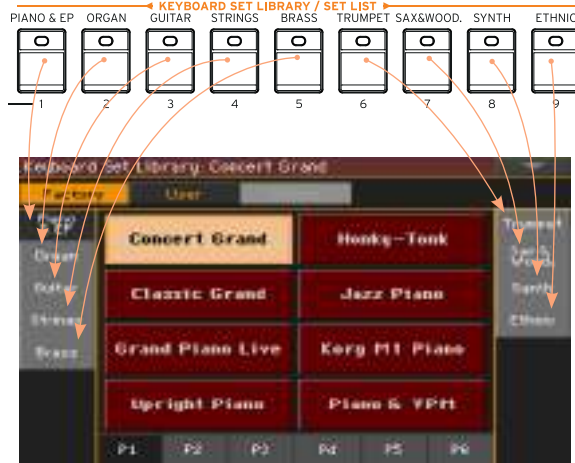 KEYBOARD SET LIBRARY / SET LIST
PIANO & EP ORGAN GUITAR STRINGS BRASS TRUMPET SAX&WOOD. SYNTH ETHNIC
1 2 3 4 5 6 7 8 9
Keyboard Set Library: Concert Grand
Factory User
Organ
Guitar
Strings
Brass
Concert Grand Honky-Tonk
Classic Grand Jazz Piano
Grand Piano Live Korg M1 Piano
Upright Piano Piano &
Trumpet
Synth
Ethnic
P1 P2 P3 P4 P5 P6